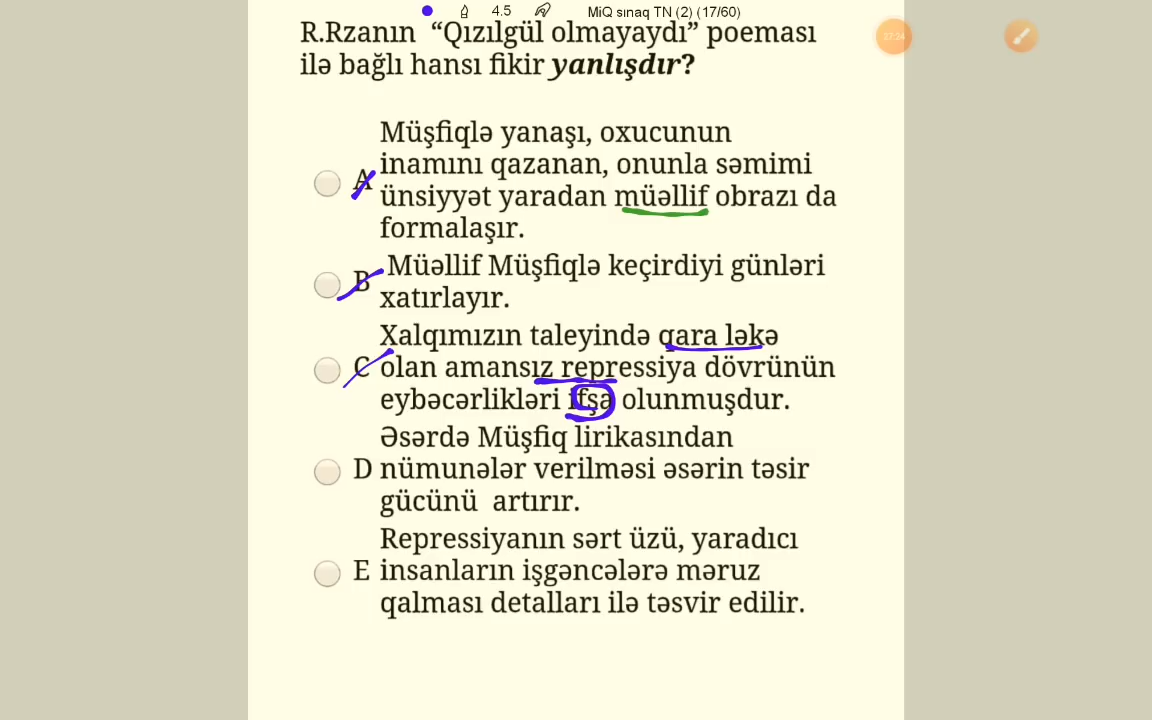 4.5 MiQ sınaq TN (2) (17/60)
R.Rzanın “Qızılgül olmayaydı” poeması
ilə bağlı hansı fikir yanlışdır?
Müşfiqlə yanaşı, oxucunun
A inamını qazanan, onunla səmimi
ünsiyyət yaradan müəllif obrazı da
formalaşır.
B Müəllif Müşfiqlə keçirdiyi günləri
xatırlayır.
Xalqımızın taleyində qara ləkə
C olan amansız repressiya dövrünün
eybəcərlikləri ifşa olunmuşdur.
Əsərdə Müşfiq lirikasından
D nümunələr verilməsi əsərin təsir
gücünü artırır.
Repressiyanın sərt üzü, yaradıcı
E insanların işgəncələrə məruz
qalması detalları ilə təsvir edilir.